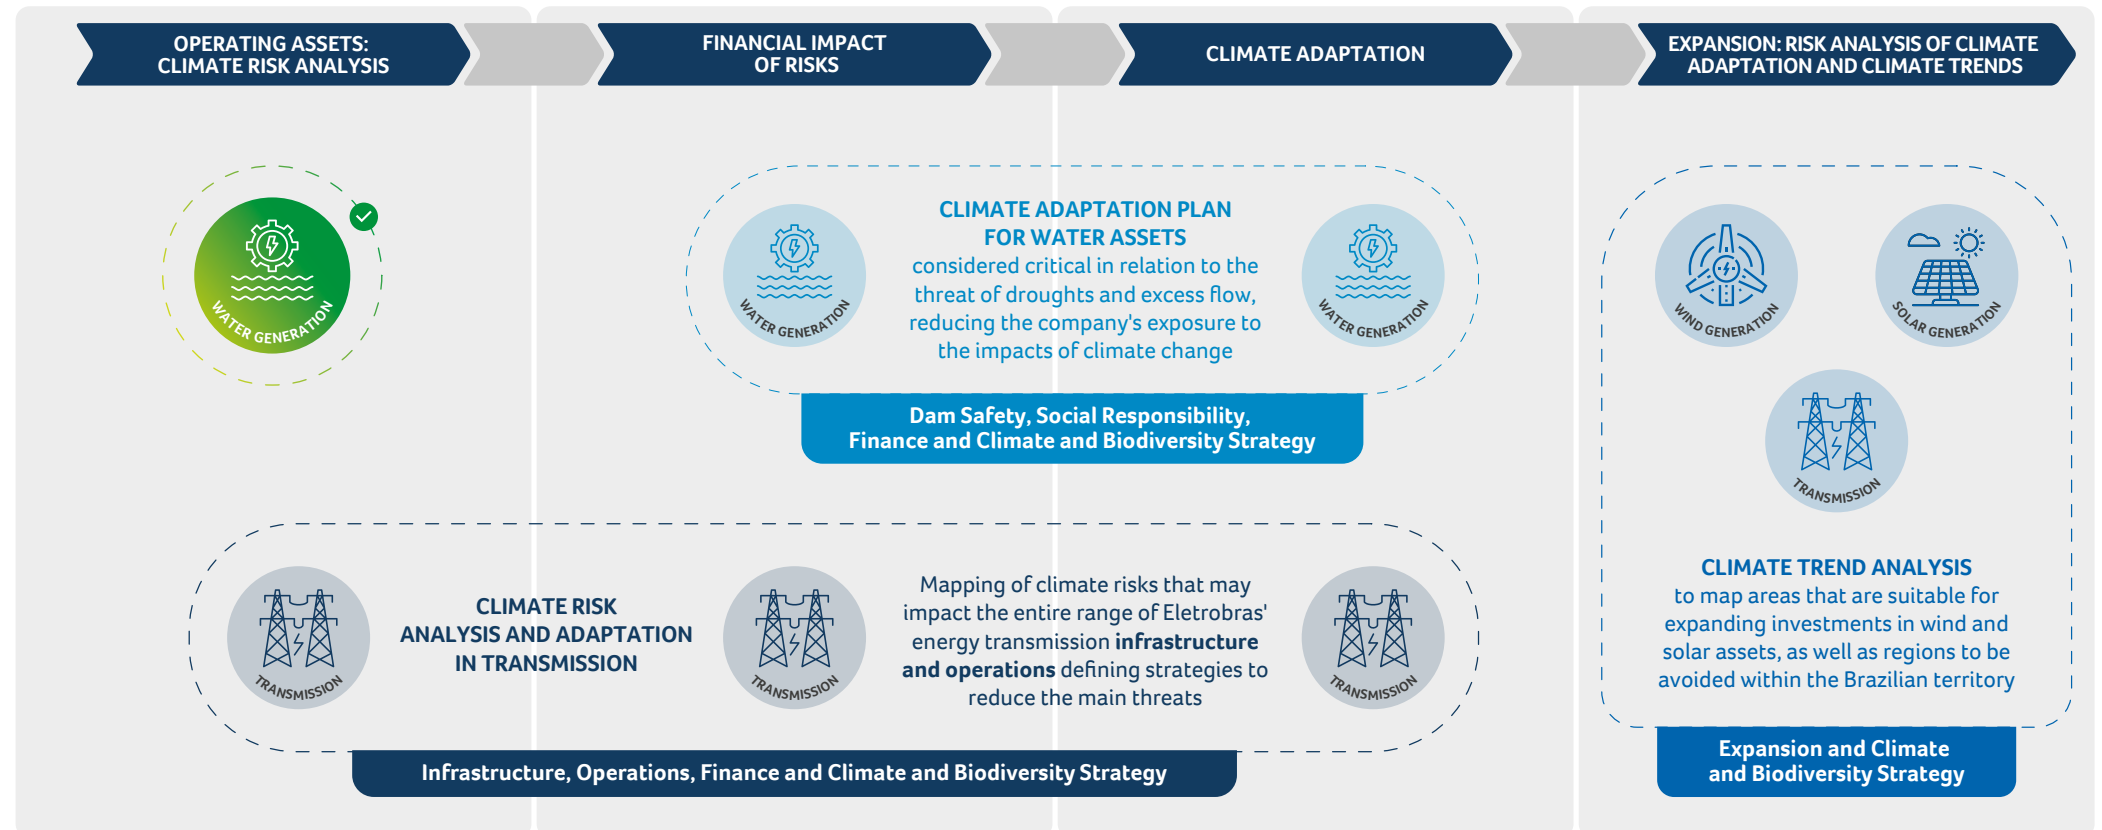 OPERATING ASSETS:
CLIMATE RISK ANALYSIS
FINANCIAL IMPACT
OF RISKS
CLIMATE ADAPTATION
EXPANSION: RISK ANALYSIS OF CLIMATE
ADAPTATION AND CLIMATE TRENDS
WATER GENERATION
WATER GENERATION
CLIMATE ADAPTATION PLAN
FOR WATER ASSETS
considered critical in relation to the
threat of droughts and excess flow,
reducing the company's exposure to
the impacts of climate change
WATER GENERATION
Dam Safety, Social Responsibility,
Finance and Climate and Biodiversity Strategy
WIND GENERATION
SOLAR GENERATION
TRANSMISSION
CLIMATE TREND ANALYSIS
to map areas that are suitable for
expanding investments in wind and
solar assets, as well as regions to be
avoided within the Brazilian territory
Expansion and Climate
and Biodiversity Strategy
TRANSMISSION
CLIMATE RISK
ANALYSIS AND ADAPTATION
IN TRANSMISSION
TRANSMISSION
Mapping of climate risks that may
impact the entire range of Eletrobras'
energy transmission infrastructure
and operations defining strategies to
reduce the main threats
TRANSMISSION
Infrastructure, Operations, Finance and Climate and Biodiversity Strategy